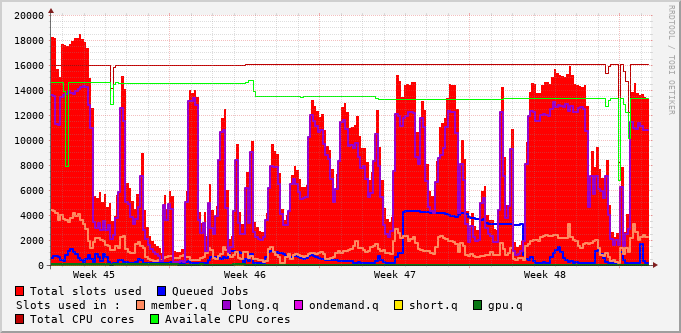 20000
18000
16000
14000
12000
10000
8000
6000
4000
2000
0
Week 45 Week 46 Week 47 Week 48
RRDTOOL / TOBI OETIKER
Total slots used Queued Jobs
Slots used in : member.q long.q ondemand.q short.q gpu.q
Total CPU cores Availale CPU cores